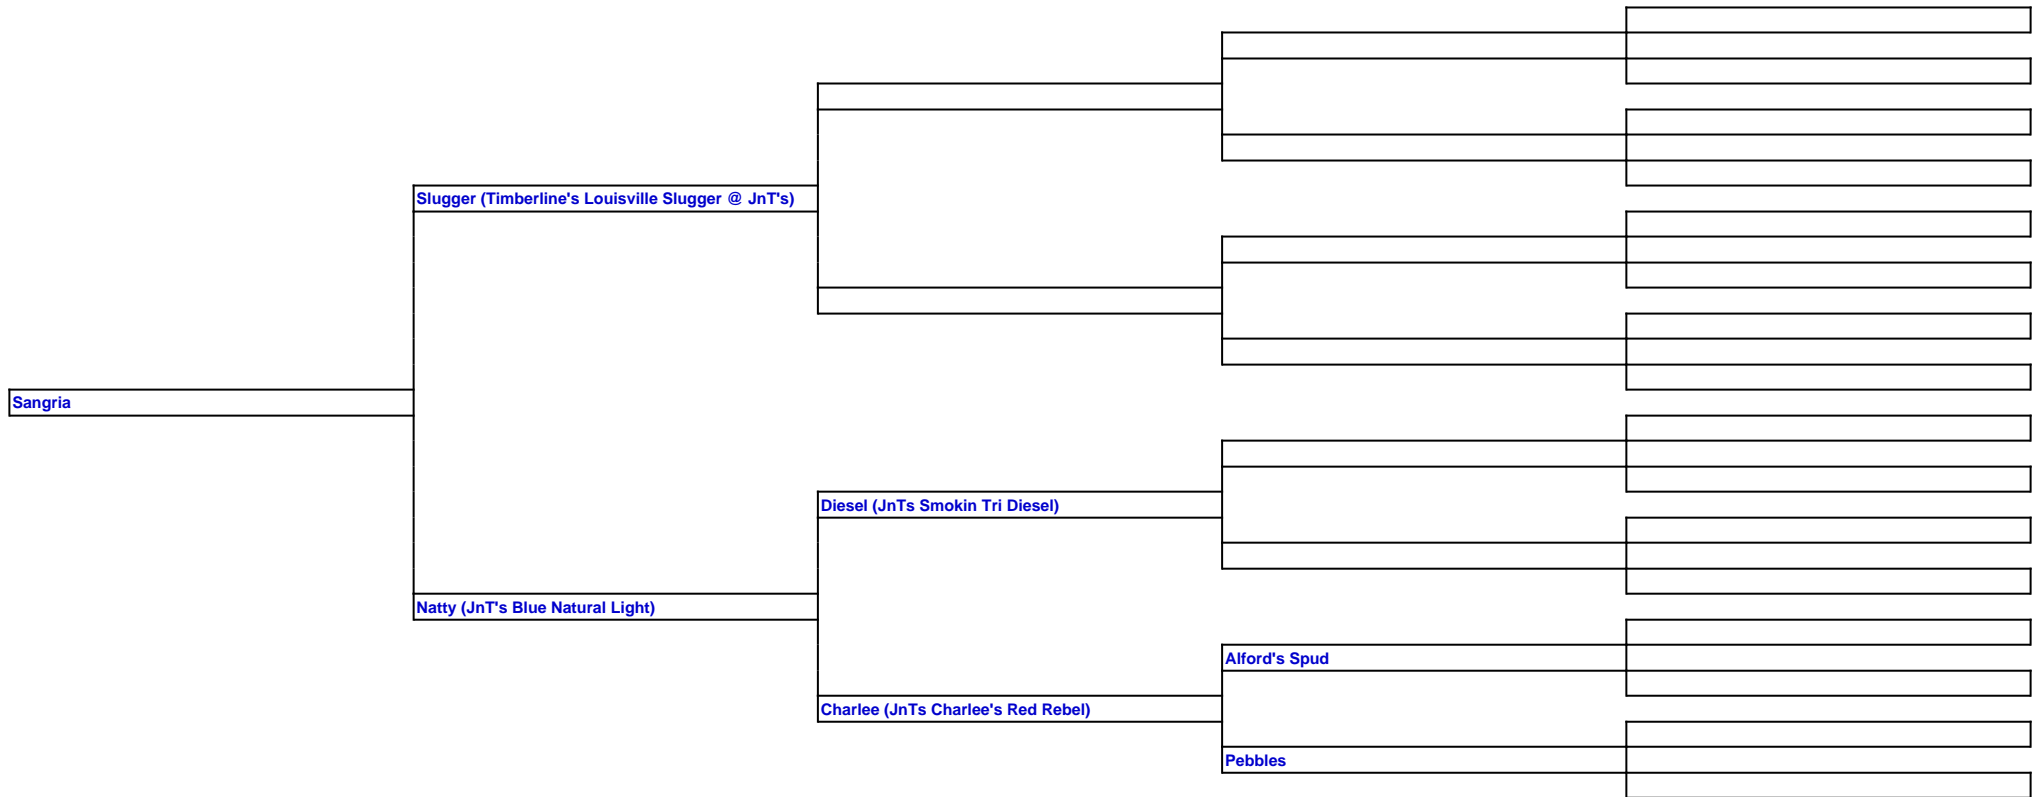 Slugger (Timberline's Louisville Slugger @ JnT's)
Sangria
Diesel (JnTs Smokin Tri Diesel)
Natty (JnT's Blue Natural Light)
Alford's Spud
Charlee (JnTs Charlee's Red Rebel)
Pebbles